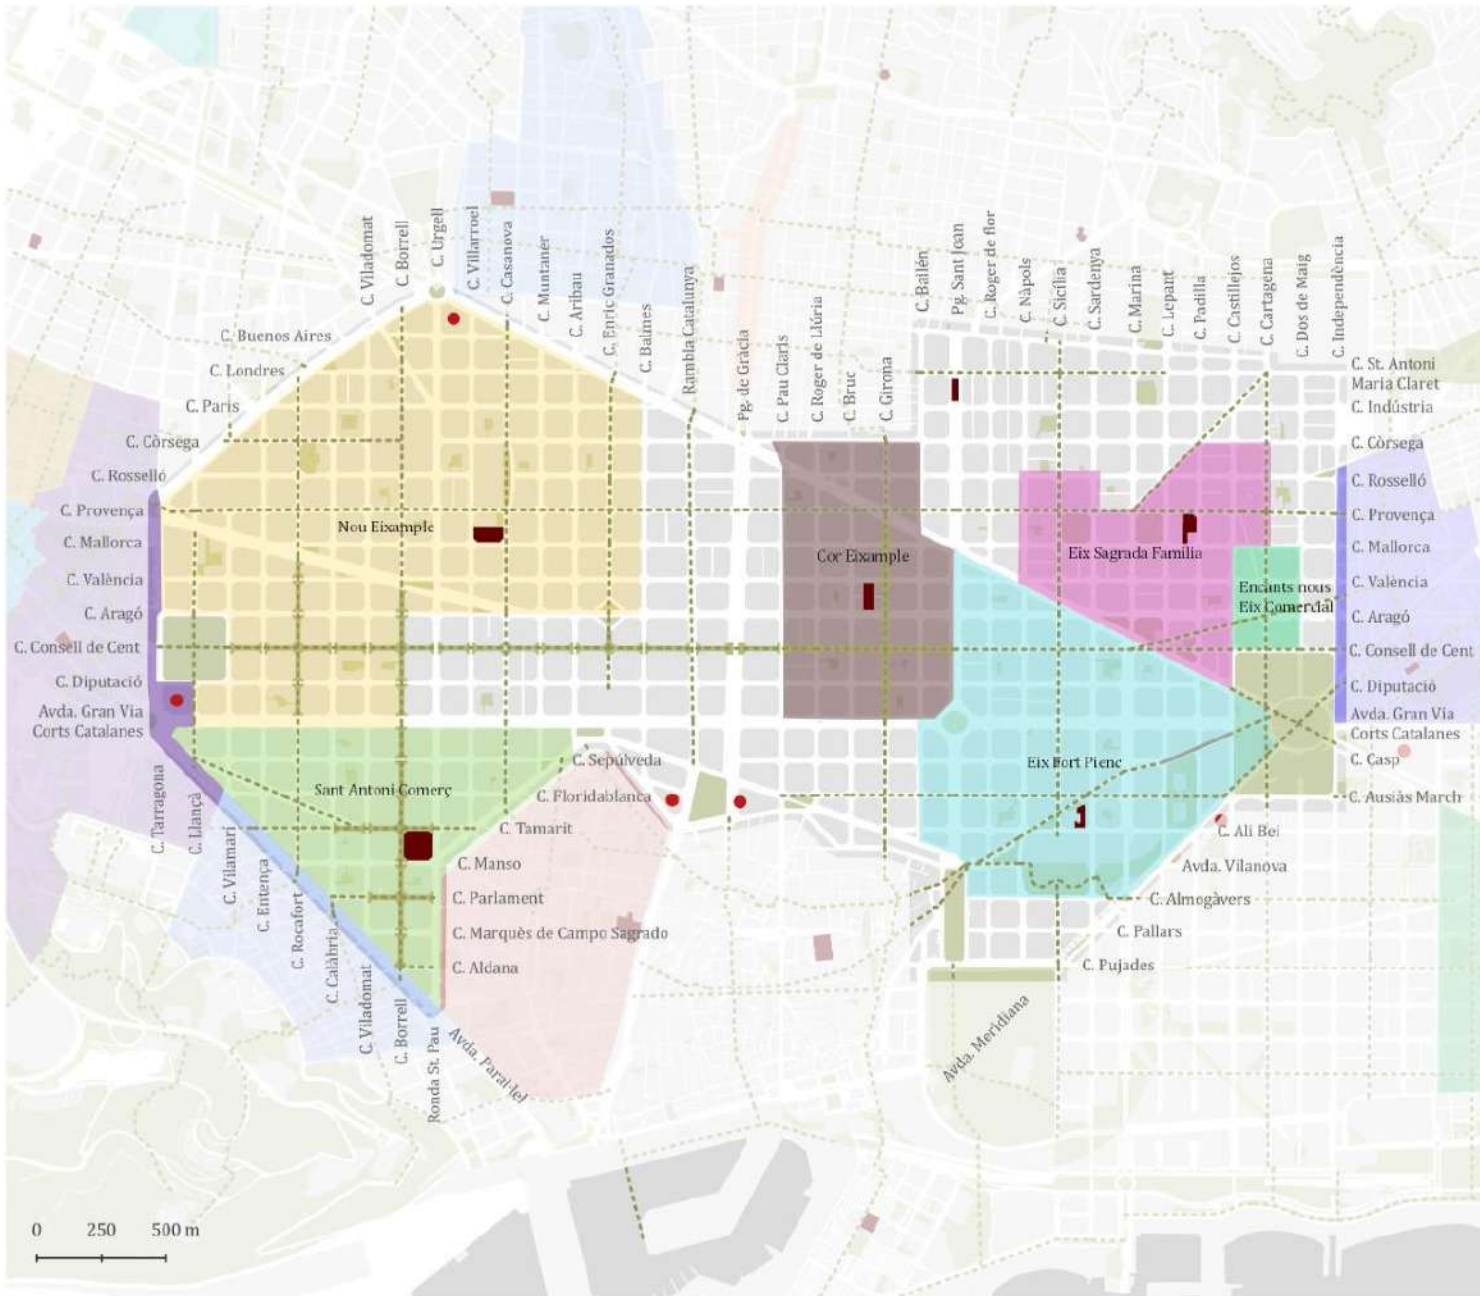 C. Viladomat
C. Borrell
C. Urgell
C. Villarroel
C. Casanova
C. Muntaner
C. Aribau
C. Enric Granados
C. Balmes
Rambla Catalunya
Pg. de Gràcia
C. Pau Claris
C. Roger de Llúria
C. Bruc
C. Girona
C. Bailén
Pg. Sant Joan
C. Roger de flor
C. Nàpols
C. Sicília
C. Sardenya
C. Marina
C. Lepant
C. Padilla
C. Castillejos
C. Cartagena
C. Dos de Maig
C. Independència
C. Buenos Aires
C. Londres
C. Paris
C. Còrsega
C. Rosselló
C. Provença
C. Mallorca
C. València
C. Aragó
C. Consell de Cent
C. Diputació
Avda. Gran Via
Corts Catalanes
C. St. Antoni
Maria Claret
C. Indústria
C. Còrsega
C. Rosselló
C. Provença
C. Mallorca
C. València
C. Aragó
C. Consell de Cent
C. Diputació
Avda. Gran Via
Corts Catalanes
C. Casp
C. Ausiàs March
Nou Eixample
Cor Eixample
Eix Sagrada Família
Encants nous
Eix Comercial
Eix Fort Pienc
Sant Antoni Comerç
C. Sepúlveda
C. Floridablanca
C. Tamarit
C. Manso
C. Parlament
C. Marquès de Campo Sagrado
C. Aldana
C. Tarragona
C. Llançà
C. Vilamarí
C. Entença
C. Rocafort
C. Calàbria
C. Viladomat
C. Borrell
Ronda St. Pau
Avda. Paral·lel
C. Ali Bei
Avda. Vilanova
C. Almogàvers
C. Pallars
C. Pujades
Avda. Meridiana
0 250 500 m